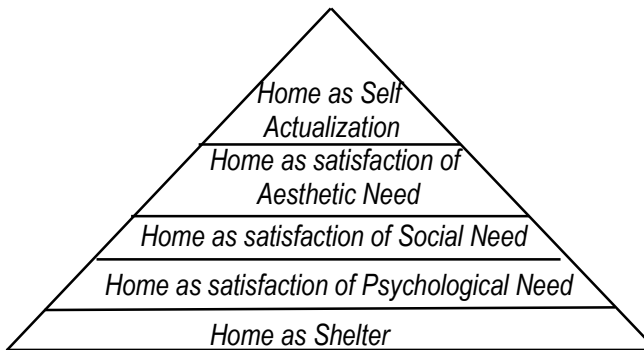 Home as Self
Actualization
Home as satisfaction of
Aesthetic Need
Home as satisfaction of Social Need
Home as satisfaction of Psychological Need
Home as Shelter